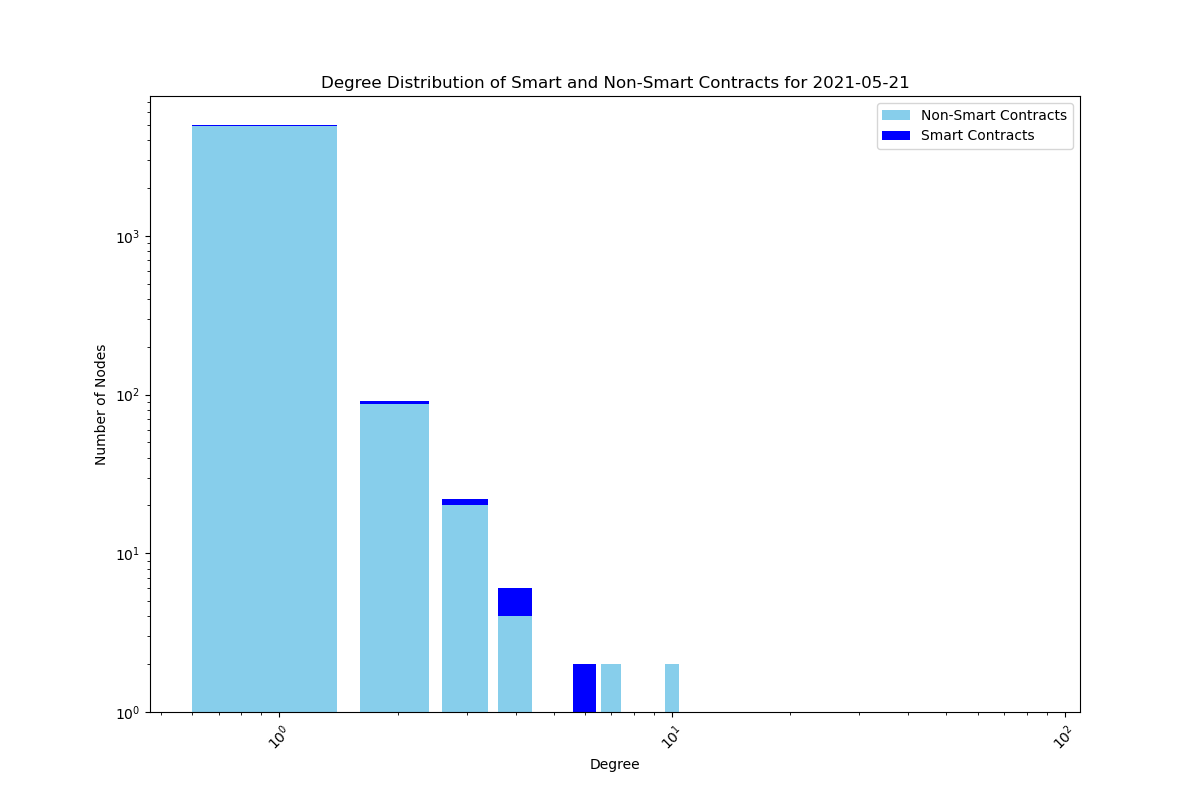 Degree Distribution of Smart and Non-Smart Contracts for 2021-05-21
Non-Smart Contracts
Smart Contracts
Number of Nodes
10³
10²
10¹
10⁰
10⁰
10¹
10²
Degree